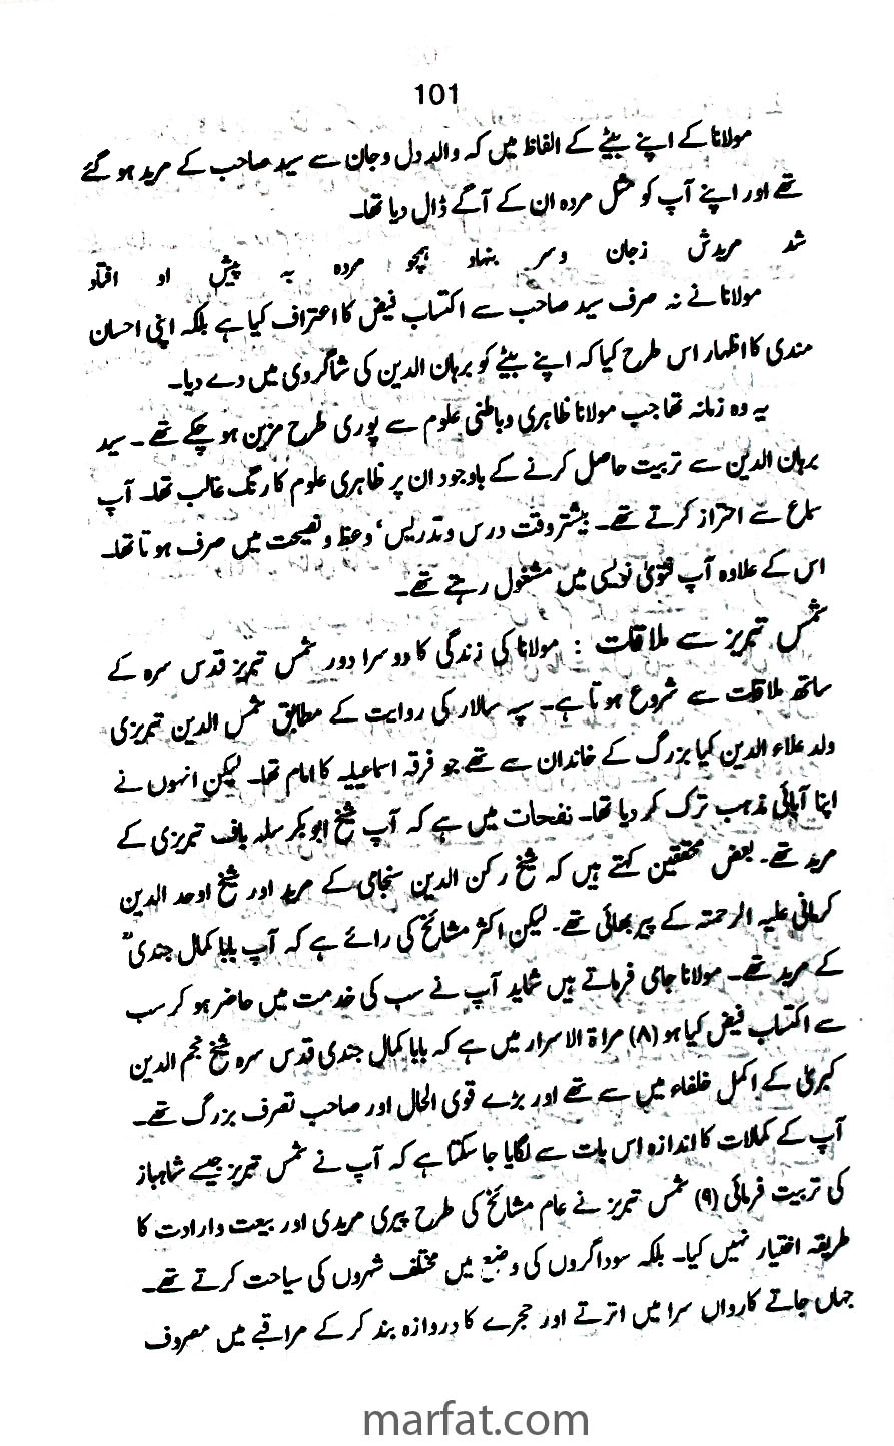 101
مولانا کے اپنے بیٹے کے الفاظ میں کہ والد دل و جان سے سید صاحب کے مرید ہو گئے
تھے اور اپنے آپ کو مثل مردہ ان کے آگے ڈال دیا تھا۔
شد مریدش زجان و سر بنہاد ہمچو مردہ بہ پیش او افتاد
مولانا نے نہ صرف سید صاحب سے اکتساب فیض کا اعتراف کیا ہے بلکہ اپنی احسان
مندی کا اظہار اس طرح کیا کہ اپنے بیٹے کو برہان الدین کی شاگردی میں دے دیا۔
یہ وہ زمانہ تھا جب مولانا ظاہری و باطنی علوم سے پوری طرح مزین ہو چکے تھے۔ سید
برہان الدین سے تربیت حاصل کرنے کے باوجود ان پر ظاہری علوم کا رنگ غالب تھا۔ آپ
سماع سے احتراز کرتے تھے۔ بیشتر وقت درس و تدریس، وعظ و نصیحت میں صرف ہوتا تھا۔
اس کے علاوہ آپ فتویٰ نویسی میں مشغول رہتے تھے۔
شمس تبریز سے ملاقات : مولانا کی زندگی کا دوسرا دور شمس تبریز قدس سرہ کے
ساتھ ملاقات سے شروع ہوتا ہے۔ سپہ سالار کی روایت کے مطابق شمس الدین تبریزی
ولد علاء الدین کیا بزرگ کے خاندان سے تھے جو فرقہ اسماعیلیہ کا امام تھا۔ لیکن انہوں نے
اپنا آبائی مذہب ترک کر دیا تھا۔ نفحات میں ہے کہ آپ شیخ ابوبکر سلہ باف تبریزی کے
مرید تھے۔ بعض محققین کہتے ہیں کہ شیخ رکن الدین سنجاسی کے مرید اور شیخ اوحد الدین
کرمانی علیہ الرحمتہ کے پیر بھائی تھے۔ لیکن اکثر مشائخ کی رائے ہے کہ آپ بابا کمال جندیؒ
کے مرید تھے۔ مولانا جامی فرماتے ہیں شاید آپ نے سب کی خدمت میں حاضر ہو کر سب
سے اکتساب فیض کیا ہو (۸) مراۃ الاسرار میں ہے کہ بابا کمال جندی قدس سرہ شیخ نجم الدین
کبریٰ کے اکمل خلفاء میں سے تھے اور بڑے قوی الحال اور صاحب تصرف بزرگ تھے۔
آپ کے کمالات کا اندازہ اس بات سے لگایا جا سکتا ہے کہ آپ نے شمس تبریز جیسے شاہباز
کی تربیت فرمائی (۹) شمس تبریز نے عام مشائخ کی طرح پیری مریدی اور بیعت و ارادت کا
طریقہ اختیار نہیں کیا۔ بلکہ سوداگروں کی وضع میں مختلف شہروں کی سیاحت کرتے تھے۔
جہاں جاتے کارواں سرا میں اترتے اور حجرے کا دروازہ بند کر کے مراقبے میں مصروف
marfat.com